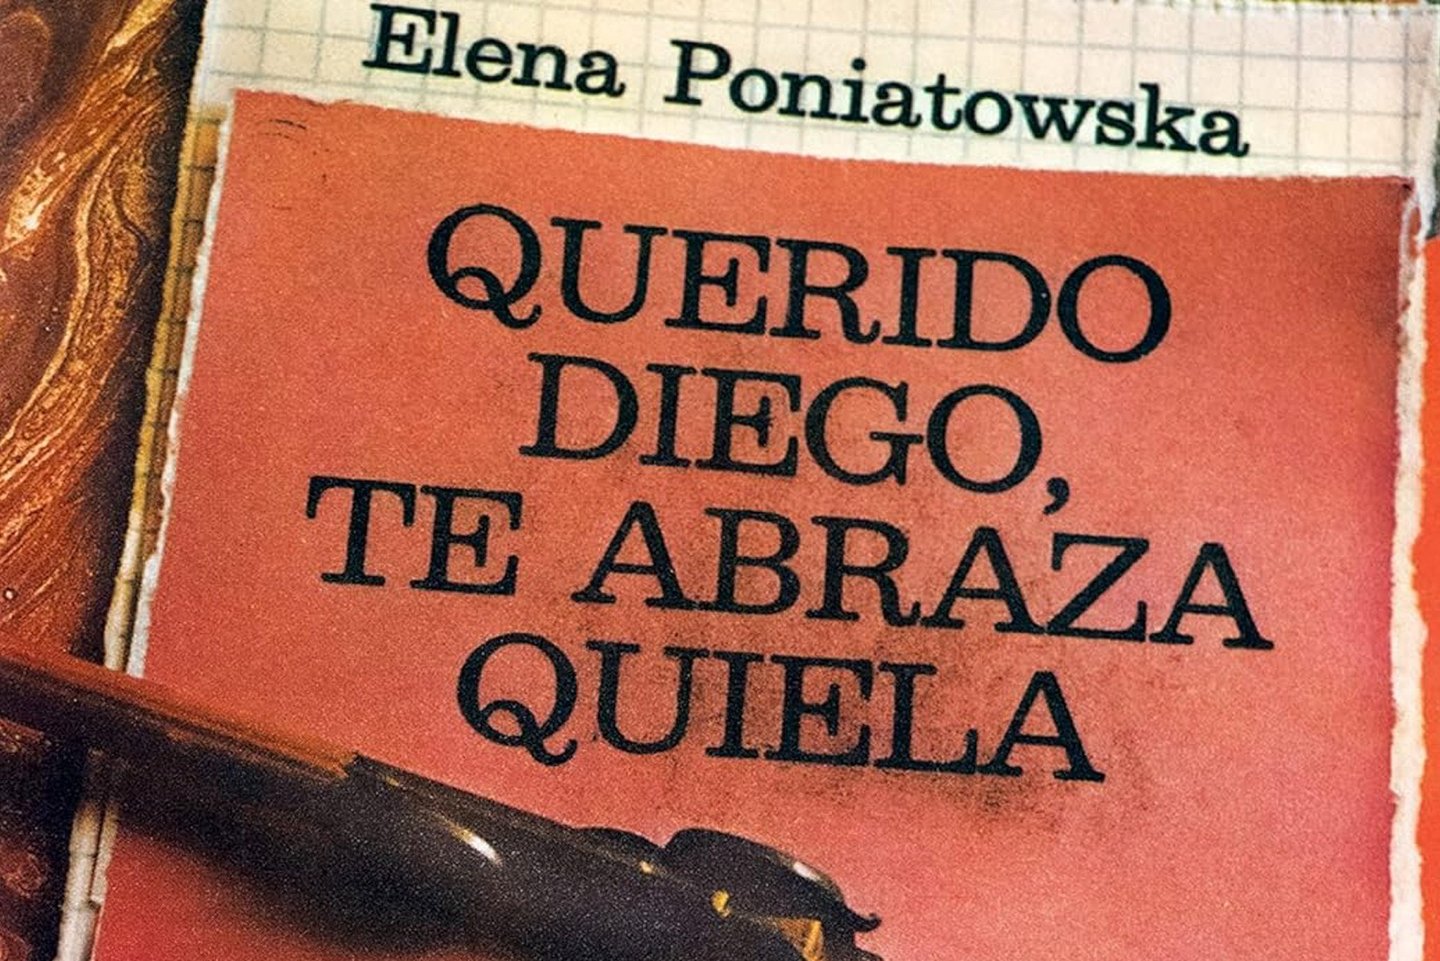 Elena Poniatowska
QUERIDO
DIEGO,
TE ABRAZA
QUIELA